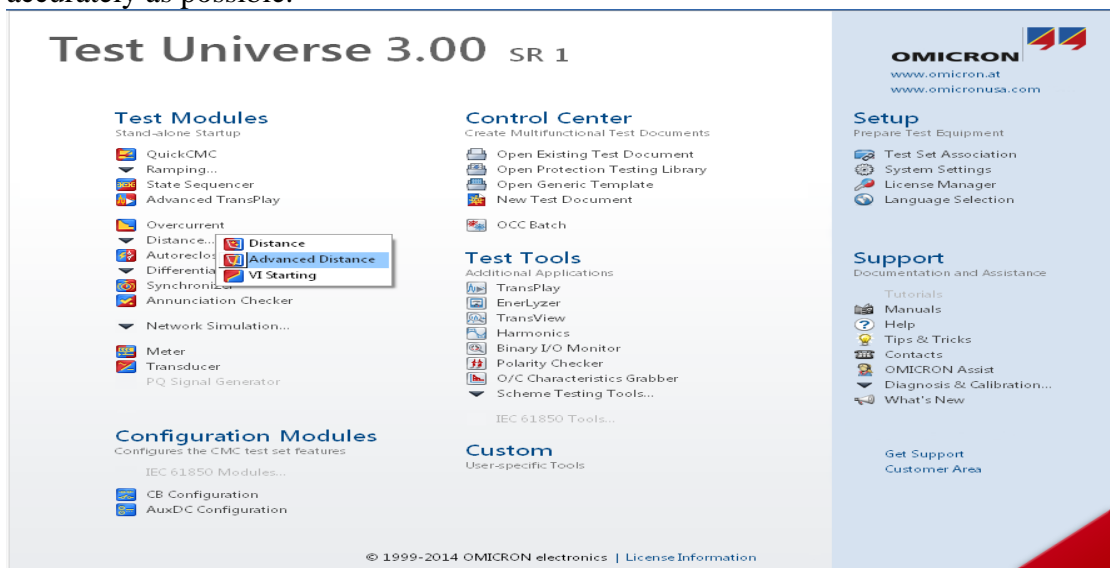 accurately as possible.
Test Universe 3.00 SR 1
OMICRON
www.omicron.at
www.omicronusa.com
Test Modules
Stand-alone Startup
QuickCMC
Ramping...
State Sequencer
Advanced TransPlay
Overcurrent
Distance...
Distance
Advanced Distance
VI Starting
Autoreclos
Differentia
Synchronizer
Annunciation Checker
Network Simulation...
Meter
Transducer
PQ Signal Generator
Configuration Modules
Configures the CMC test set features
IEC 61850 Modules...
CB Configuration
AuxDC Configuration
Control Center
Create Multifunctional Test Documents
Open Existing Test Document
Open Protection Testing Library
Open Generic Template
New Test Document
OCC Batch
Test Tools
Additional Applications
TransPlay
EnerLyzer
TransView
Harmonics
Binary I/O Monitor
Polarity Checker
O/C Characteristics Grabber
Scheme Testing Tools...
IEC 61850 Tools...
Custom
User-specific Tools
Setup
Prepare Test Equipment
Test Set Association
System Settings
License Manager
Language Selection
Support
Documentation and Assistance
Tutorials
Manuals
Help
Tips & Tricks
Contacts
OMICRON Assist
Diagnosis & Calibration...
What's New
Get Support
Customer Area
© 1999-2014 OMICRON electronics | License Information